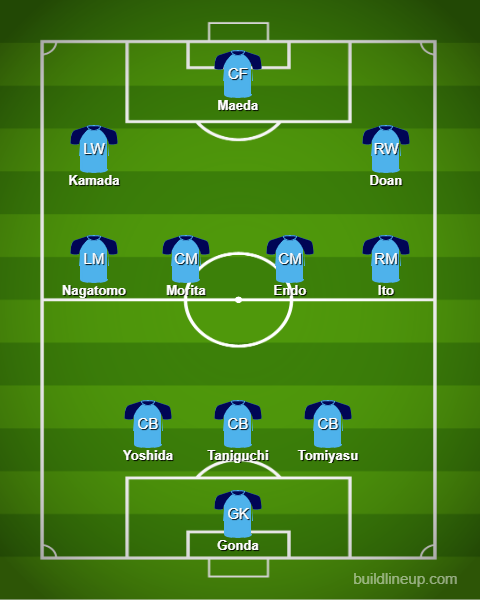 CF
Maeda
LW RW
Kamada Doan
LM CM CM RM
Nagatomo Morita Endo Ito
CB CB CB
Yoshida Taniguchi Tomiyasu
GK
Gonda
buildlineup.com